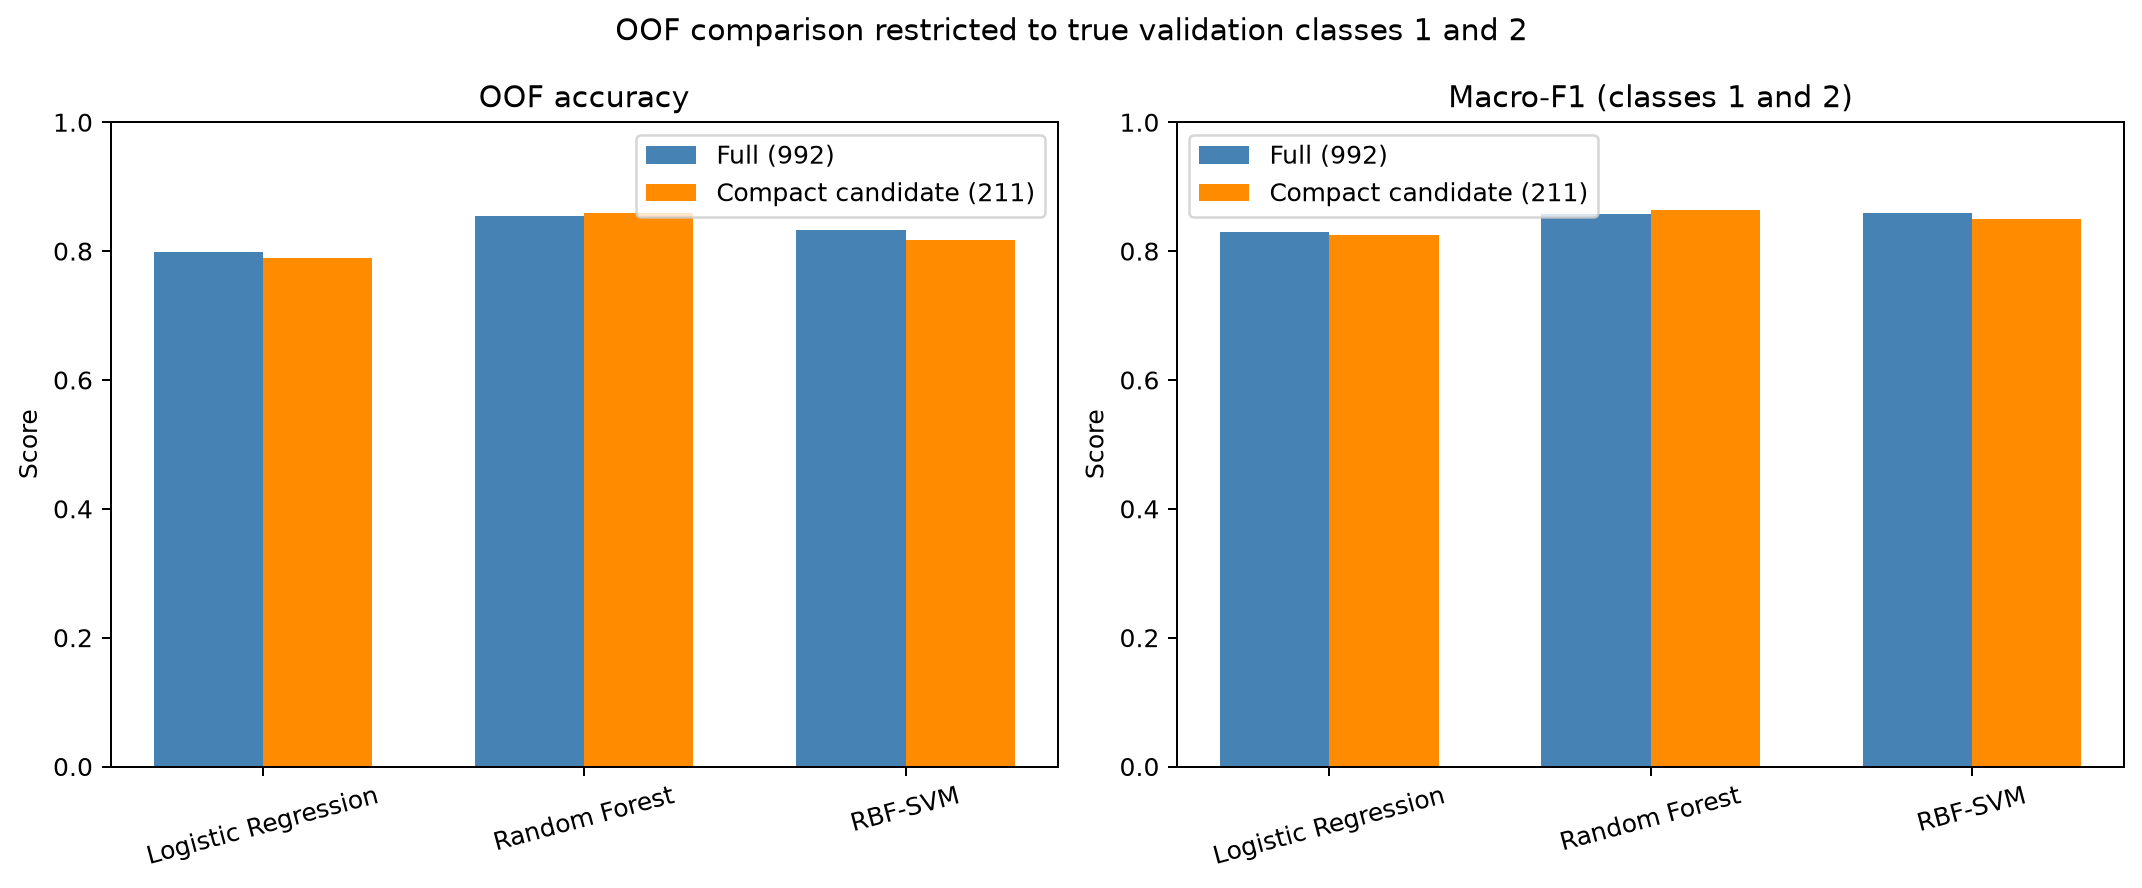 OOF comparison restricted to true validation classes 1 and 2
OOF accuracy
1.0
0.8
0.6
0.4
0.2
0.0
Score
Full (992)
Compact candidate (211)
Logistic Regression
Random Forest
RBF-SVM
Macro-F1 (classes 1 and 2)
1.0
0.8
0.6
0.4
0.2
0.0
Score
Full (992)
Compact candidate (211)
Logistic Regression
Random Forest
RBF-SVM